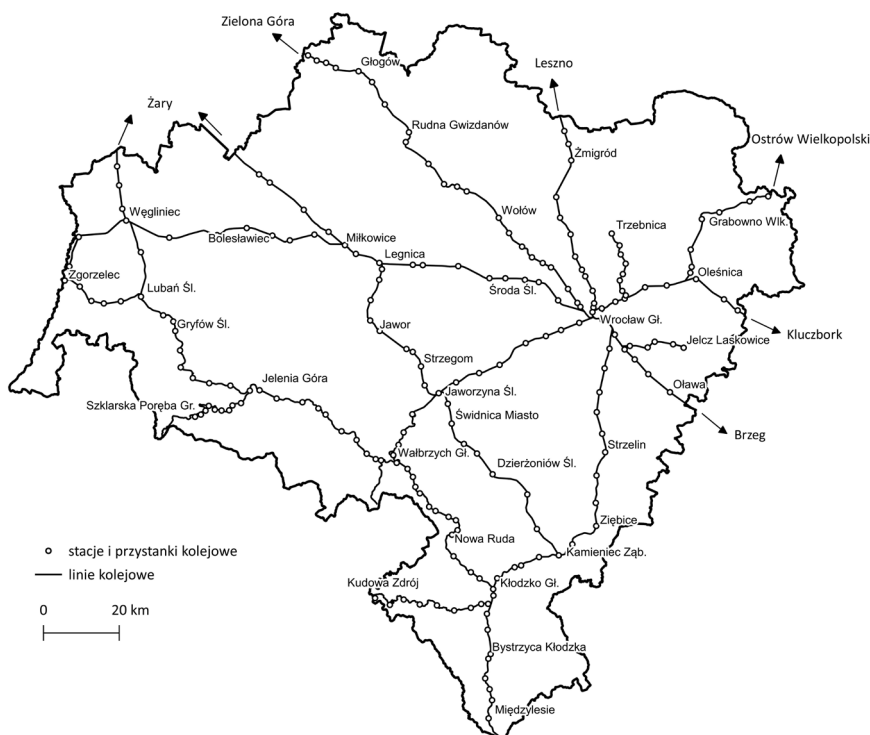 Zielona Góra
Głogów
Leszno
Żary
Rudna Gwizdanów
Ostrów Wielkopolski
Żmigród
Węgliniec
Wołów
Trzebnica
Grabowno Wlk.
Bolesławiec
Miłkowice
Legnica
Zgorzelec
Oleśnica
Lubań Śl.
Środa Śl.
Gryfów Śl.
Jawor
Wrocław Gł.
Kluczbork
Jelcz Laskowice
Strzegom
Jelenia Góra
Oława
Szklarska Poręba Gr.
Jaworzyna Śl.
Świdnica Miasto
Brzeg
Wałbrzych Gł.
Strzelin
Dzierżoniów Śl.
Ziębice
Nowa Ruda
Kamieniec Ząb.
stacje i przystanki kolejowe
linie kolejowe
Kudowa Zdrój
Kłodzko Gł.
0 20 km
Bystrzyca Kłodzka
Międzylesie